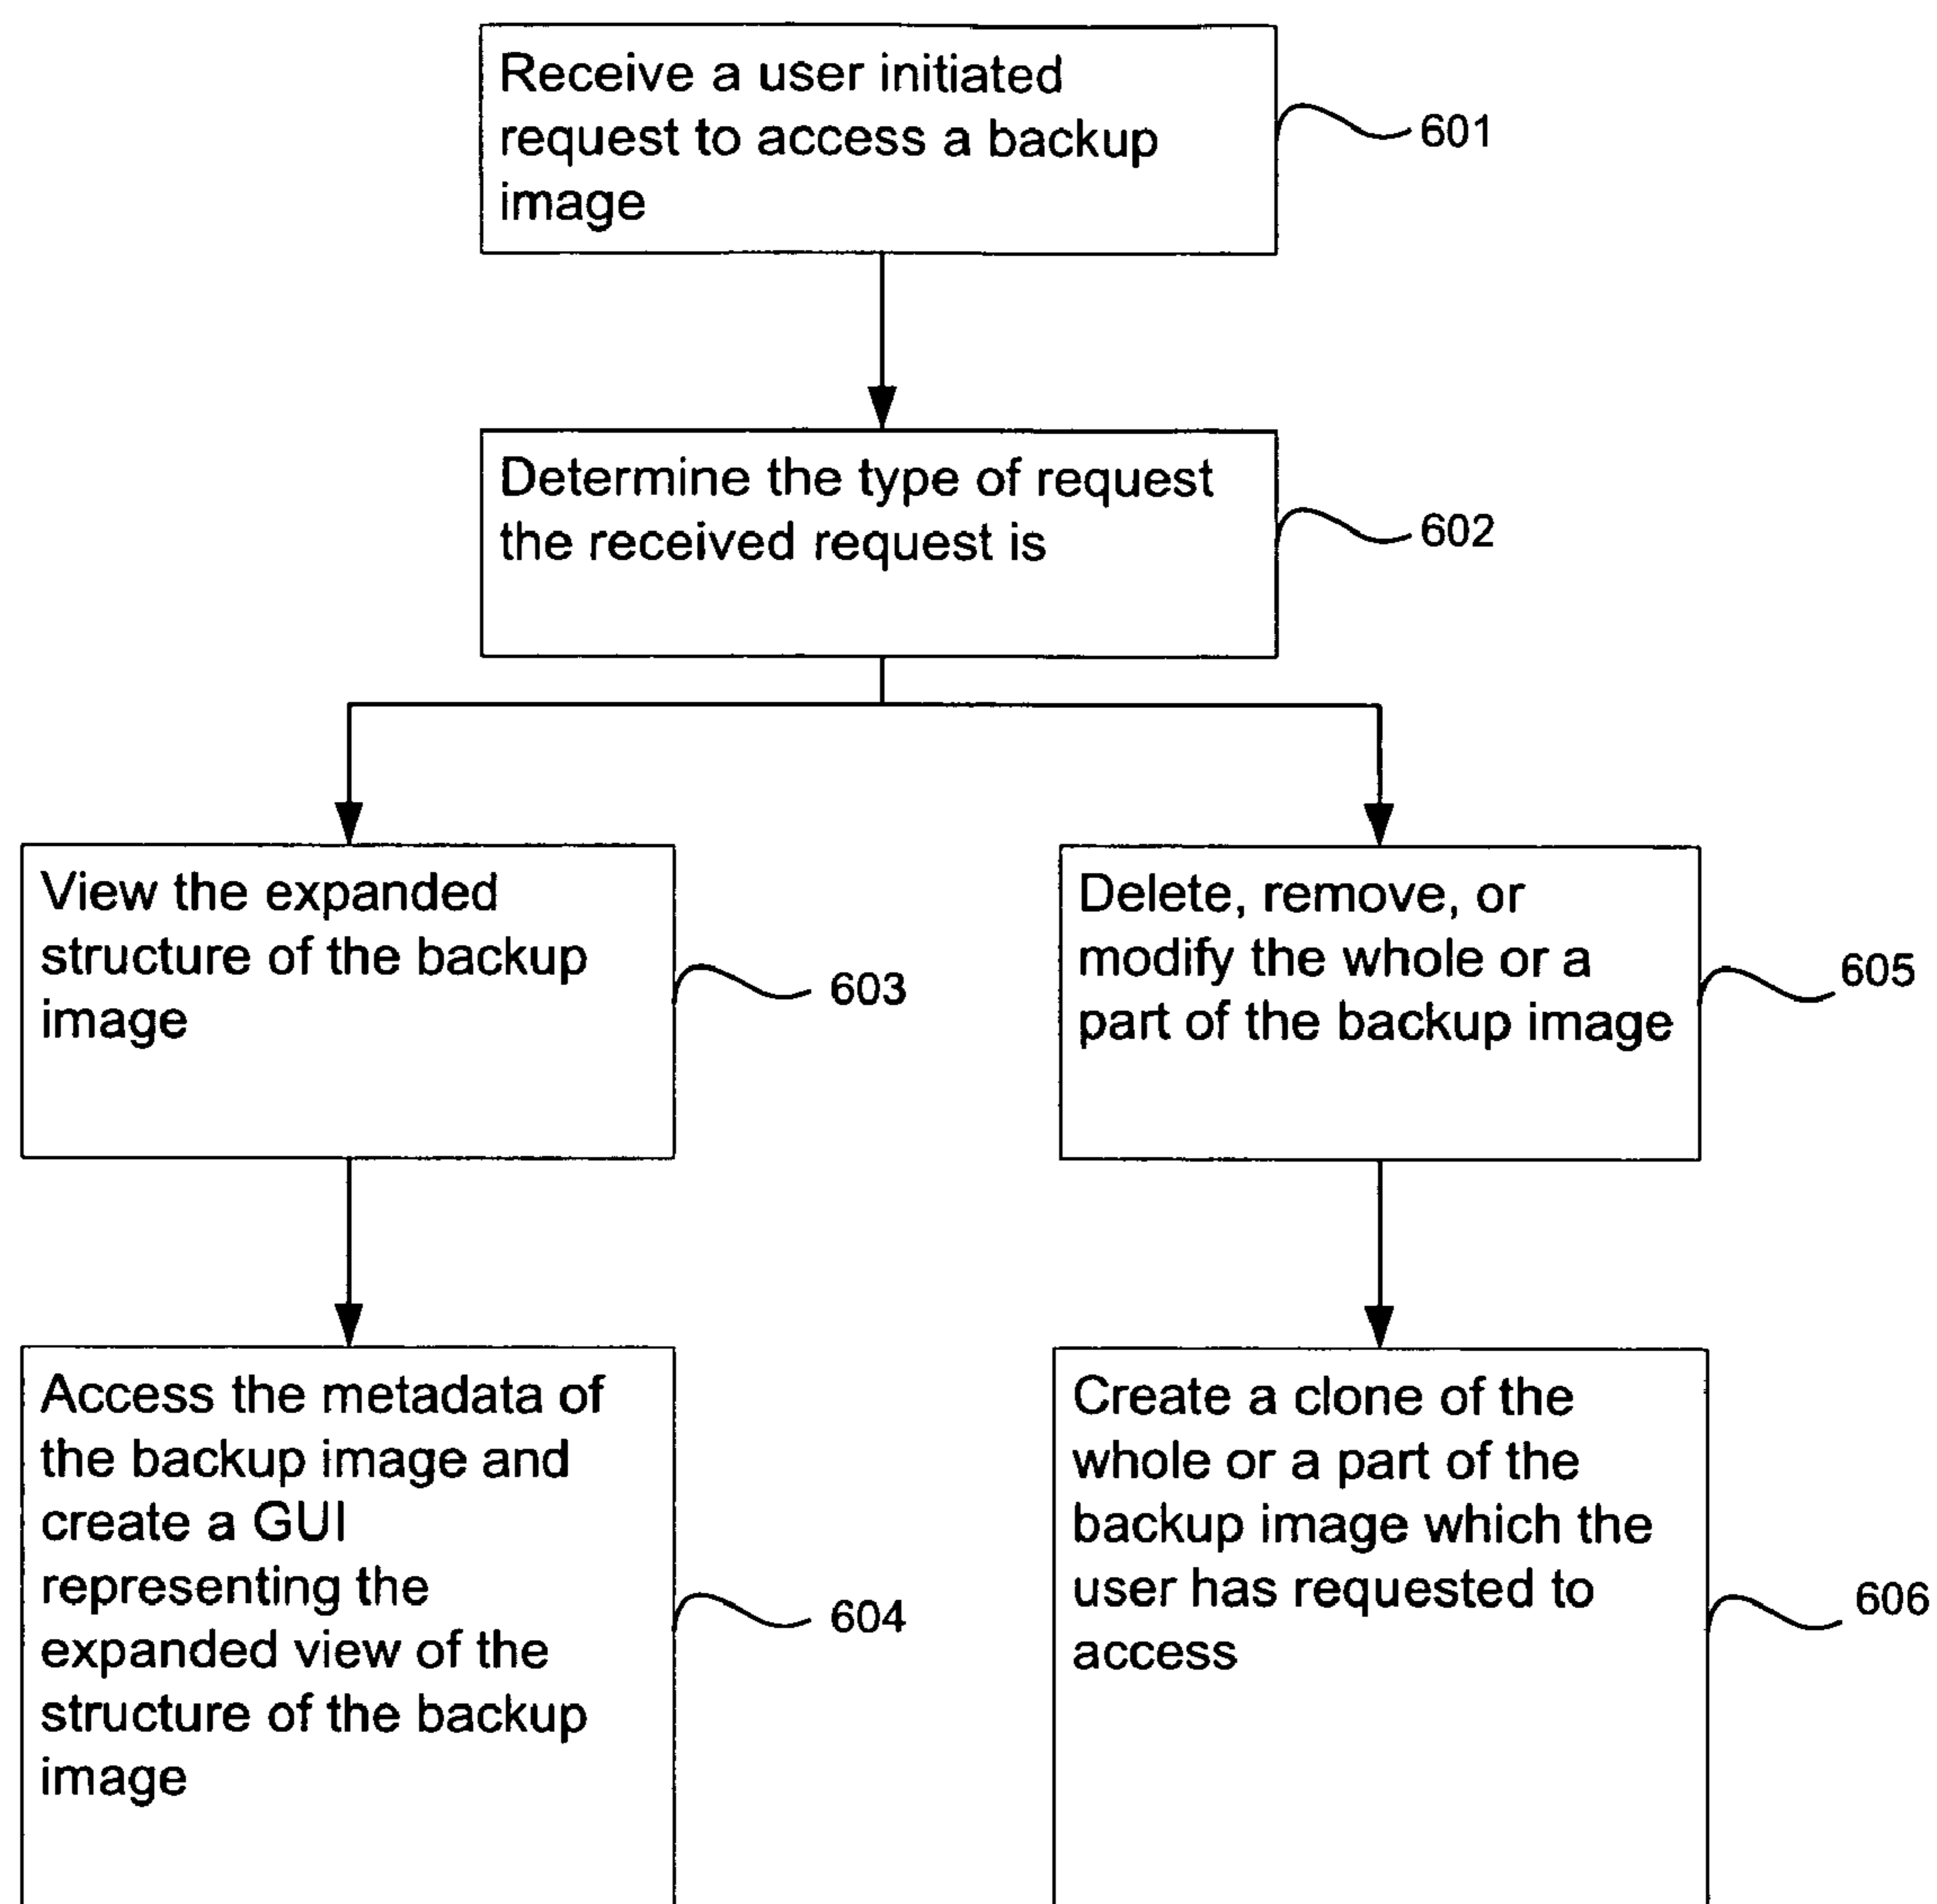 Receive a user initiated
request to access a backup
image
601
Determine the type of request
the received request is
602
View the expanded
structure of the backup
image
603
Delete, remove, or
modify the whole or a
part of the backup image
605
Access the metadata of
the backup image and
create a GUI
representing the
expanded view of the
structure of the backup
image
604
Create a clone of the
whole or a part of the
backup image which the
user has requested to
access
606